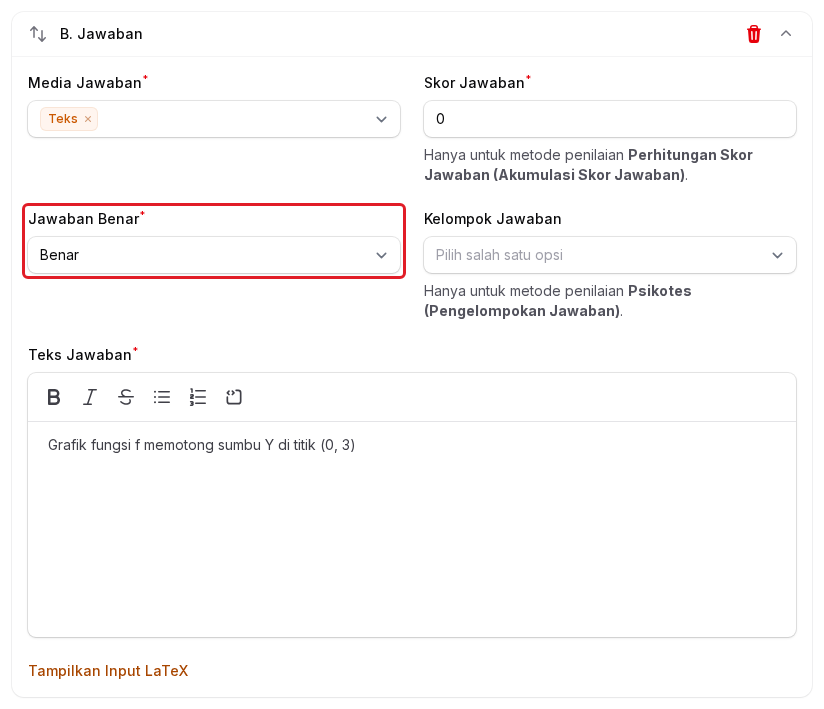 B. Jawaban
Media Jawaban*
Skor Jawaban*
Teks ×
0
Hanya untuk metode penilaian Perhitungan Skor
Jawaban (Akumulasi Skor Jawaban).
Jawaban Benar*
Kelompok Jawaban
Benar
Pilih salah satu opsi
Hanya untuk metode penilaian Psikotes
(Pengelompokan Jawaban).
Teks Jawaban*
Grafik fungsi f memotong sumbu Y di titik (0, 3)
Tampilkan Input LaTeX